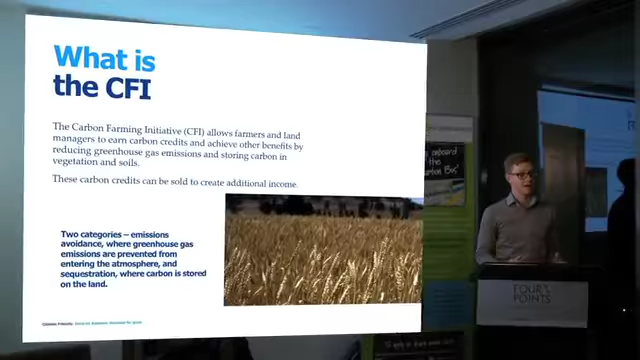 What is
the CFI
The Carbon Farming Initiative (CFI) allows farmers and land
managers to earn carbon credits and achieve other benefits by
reducing greenhouse gas emissions and storing carbon in
vegetation and soils.
These carbon credits can be sold to create additional income.
Two categories – emissions
avoidance, where greenhouse gas
emissions are prevented from
entering the atmosphere, and
sequestration, where carbon is stored
on the land.
onboard
the
Bus'
FOUR
POINTS